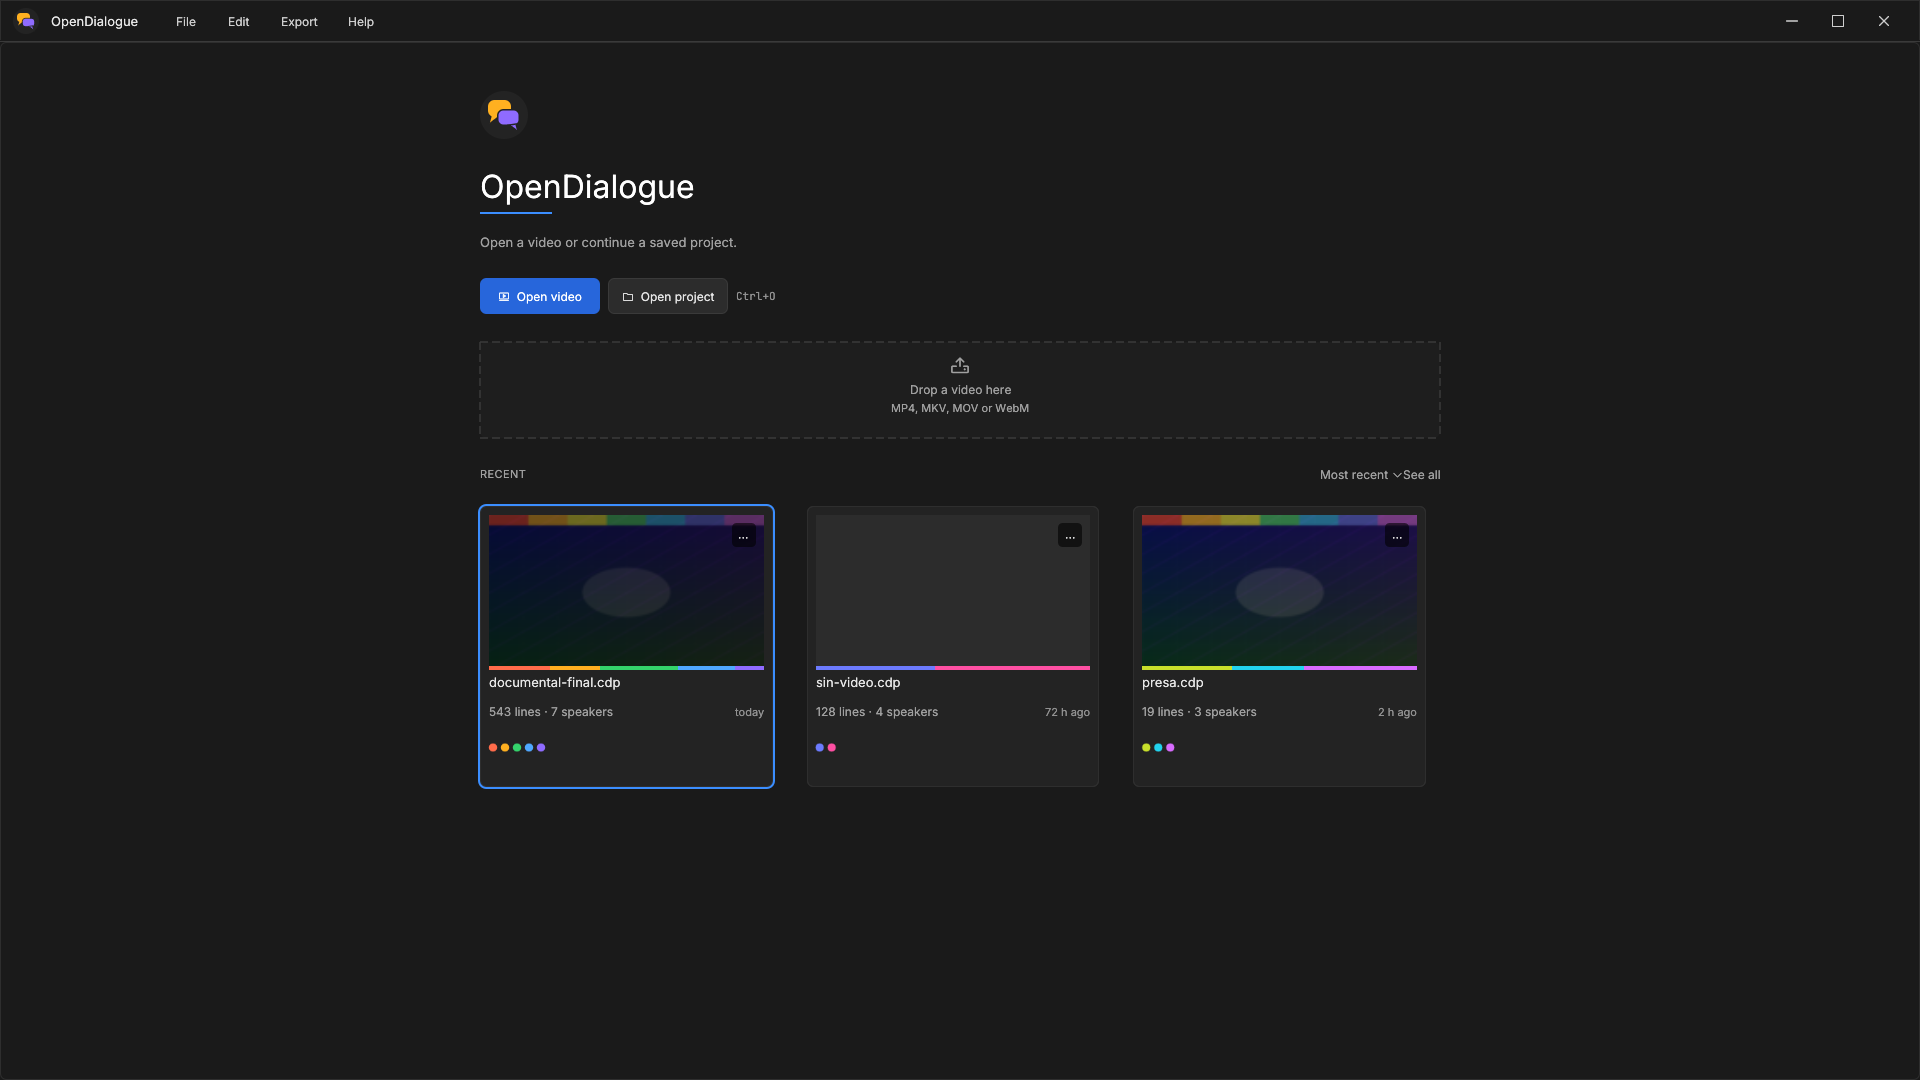 OpenDialogue File Edit Export Help
OpenDialogue
Open a video or continue a saved project.
Open video Open project Ctrl+O
Drop a video here
MP4, MKV, MOV or WebM
RECENT Most recent See all
... ... ...
documental-final.cdp sin-video.cdp presa.cdp
543 lines · 7 speakers today 128 lines · 4 speakers 72 h ago 19 lines · 3 speakers 2 h ago